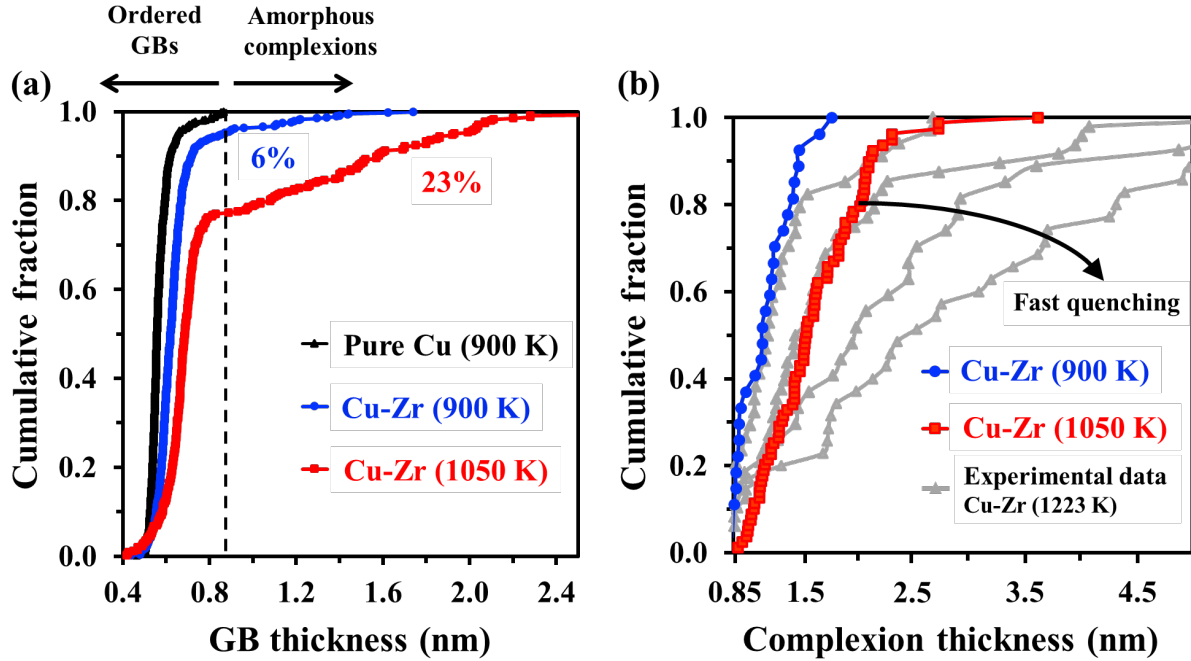 Ordered
GBs
Amorphous
complexions
(a)
1.0
0.8
0.6
0.4
0.2
0.0
Cumulative fraction
6%
23%
Pure Cu (900 K)
Cu-Zr (900 K)
Cu-Zr (1050 K)
0.4
0.8
1.2
1.6
2.0
2.4
GB thickness (nm)
(b)
1.0
0.8
0.6
0.4
0.2
0.0
Cumulative fraction
Fast quenching
Cu-Zr (900 K)
Cu-Zr (1050 K)
Experimental data
Cu-Zr (1223 K)
0.85
1.5
2.5
3.5
4.5
Complexion thickness (nm)